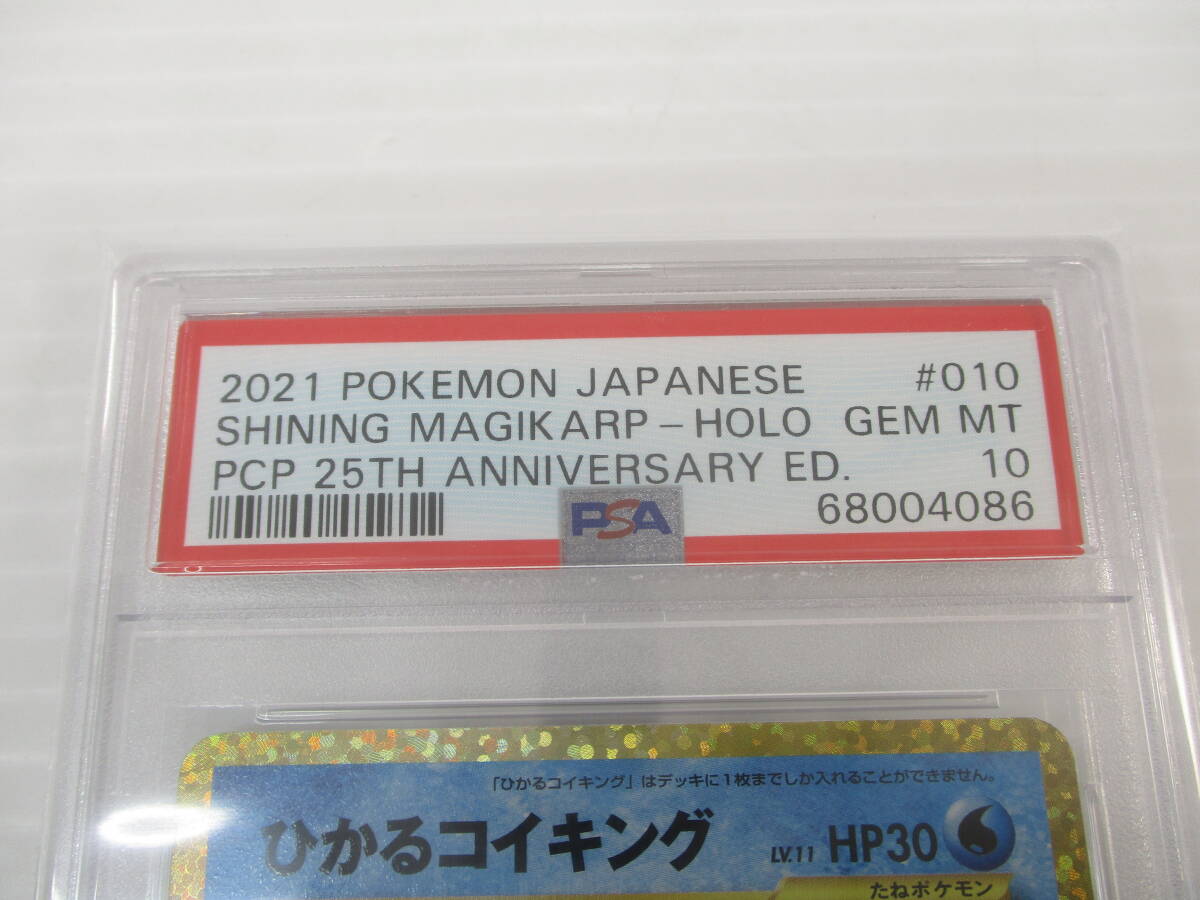 2021 POKEMON JAPANESE #010
SHINING MAGIKARP - HOLO GEM MT
PCP 25TH ANNIVERSARY ED. 10
PSA 68004086
「ひかるコイキング」はデッキに1枚までしか入れることができません。
ひかるコイキング LV.11 HP30
たねポケモン